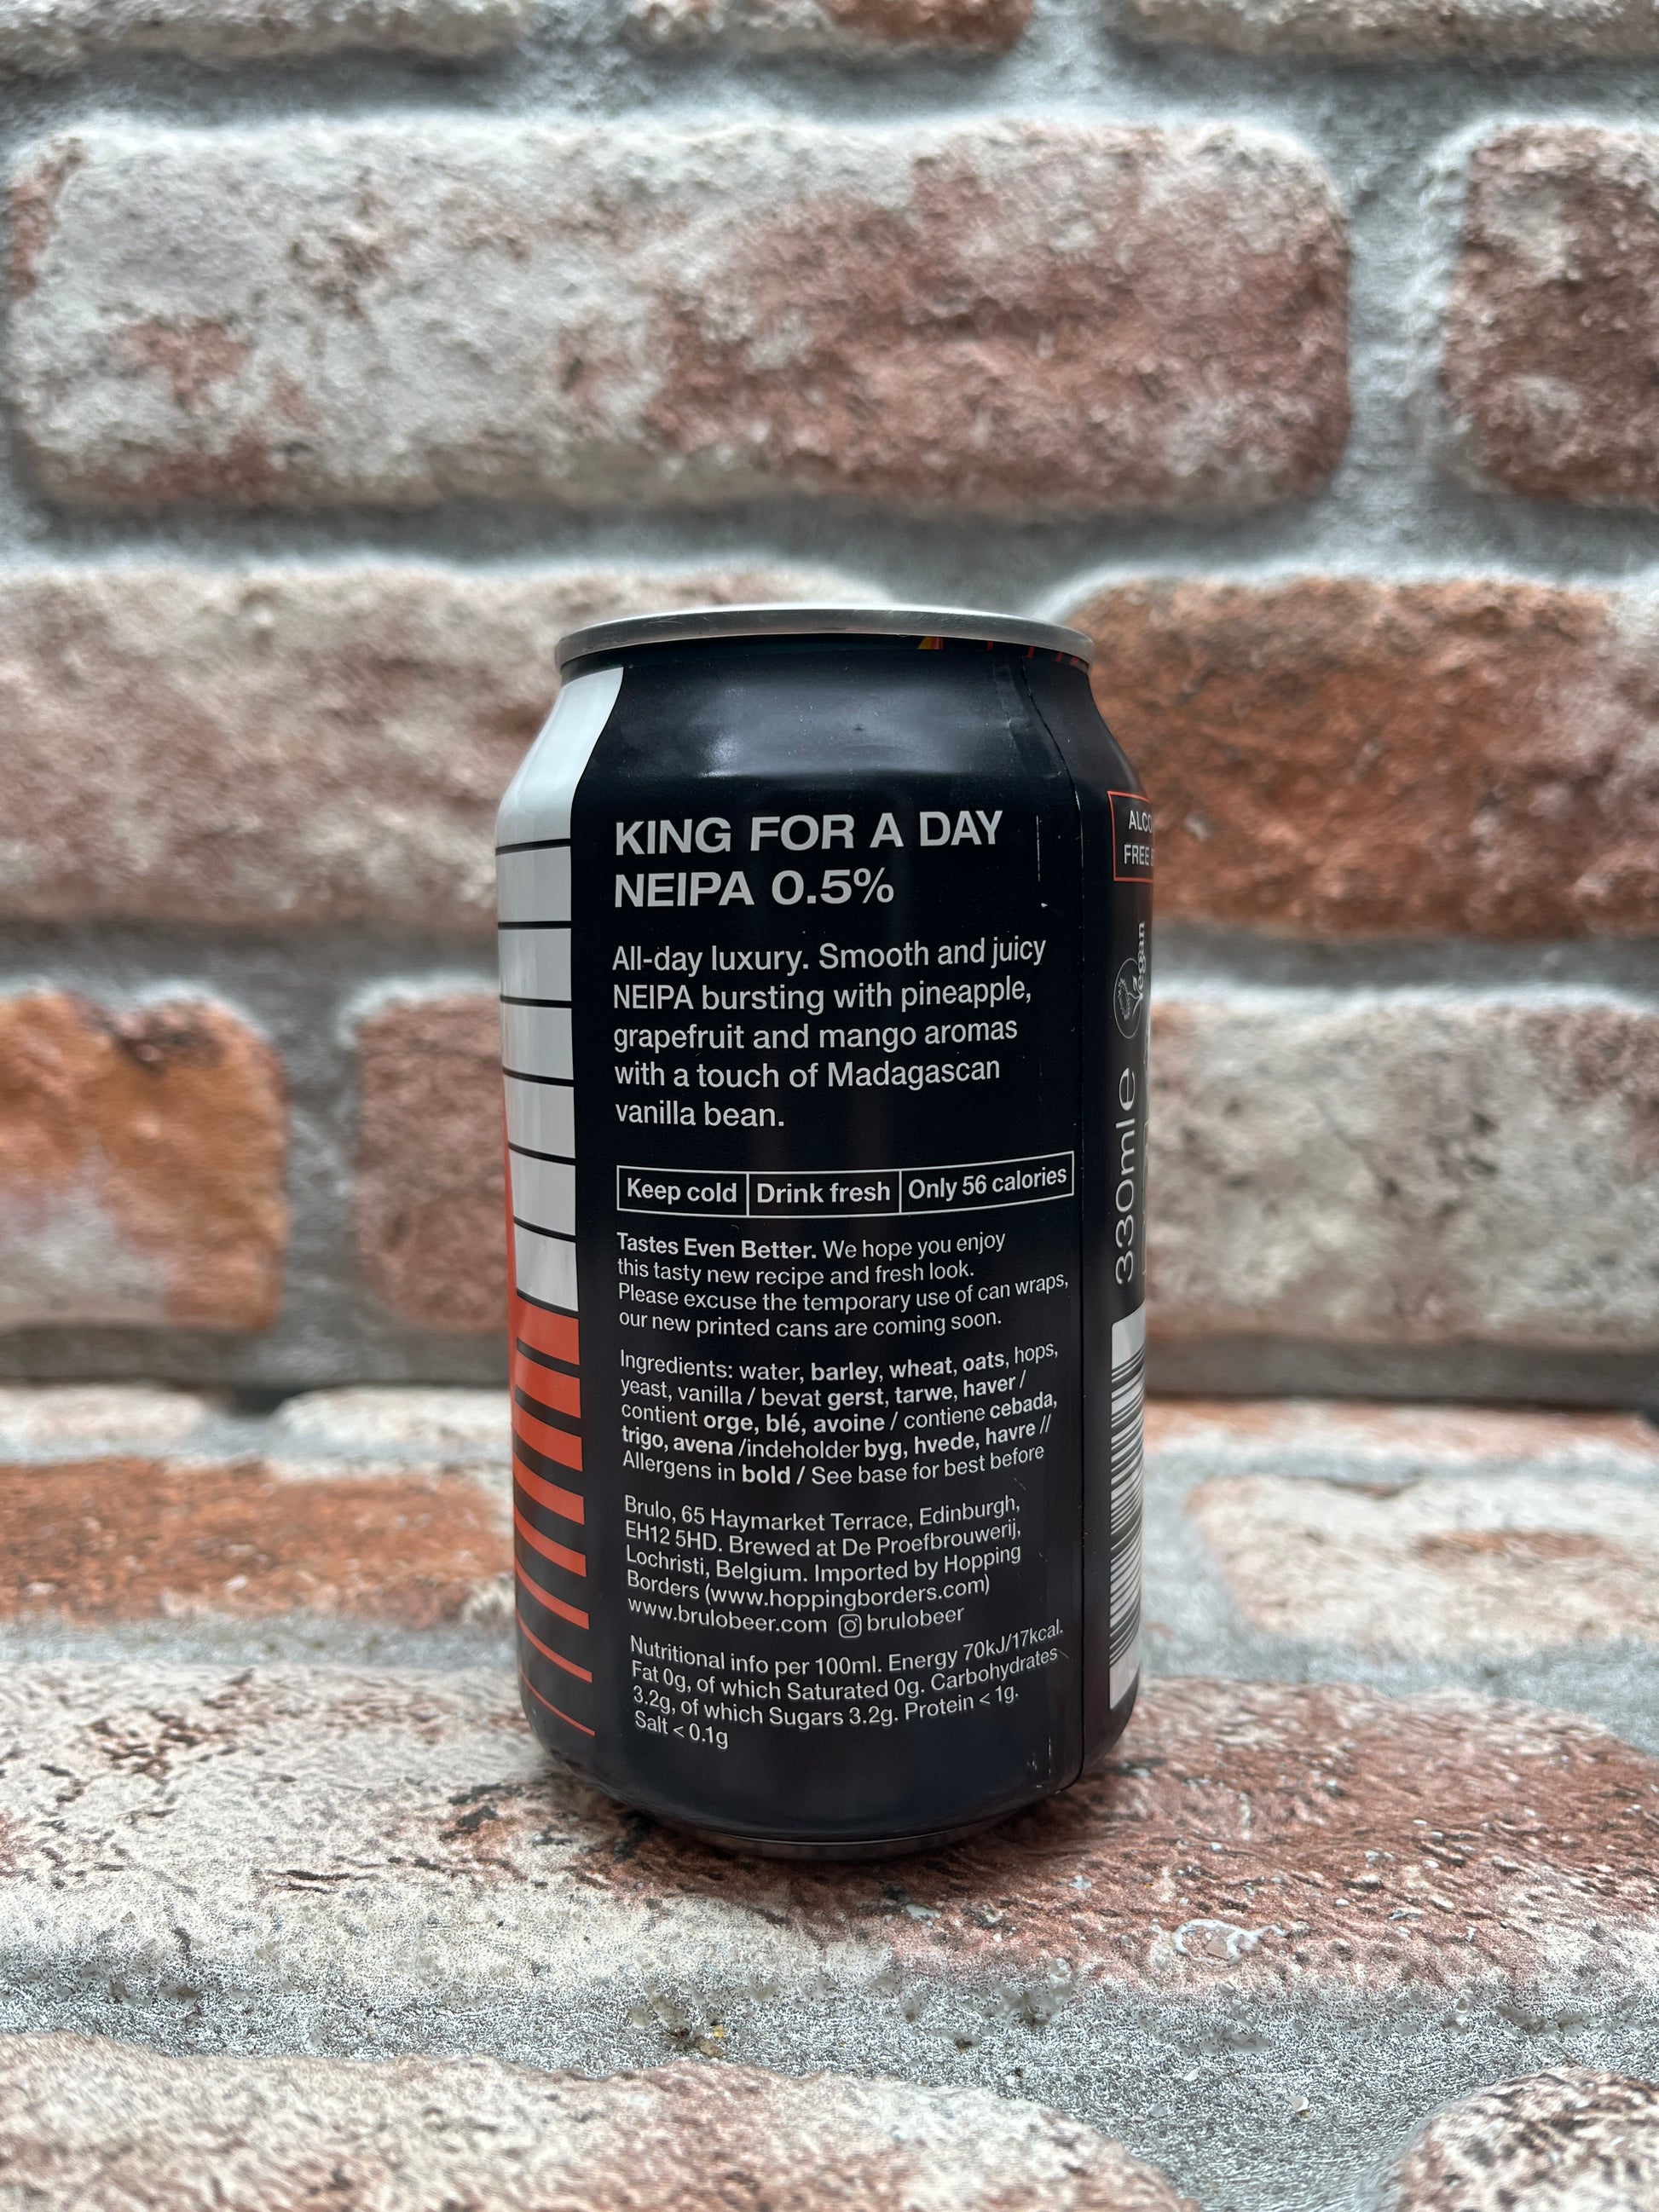 KING FOR A DAY
NEIPA 0.5%
All-day luxury. Smooth and juicy
NEIPA bursting with pineapple,
grapefruit and mango aromas
with a touch of Madagascan
vanilla bean.
Keep cold Drink fresh Only 56 calories
Tastes Even Better. We hope you enjoy
this tasty new recipe and fresh look.
Please excuse the temporary use of can wraps,
our new printed cans are coming soon.
Ingredients: water, barley, wheat, oats, hops,
yeast, vanilla / bevat gerst, tarwe, haver /
contient orge, blé, avoine / contiene cebada,
trigo, avena /indeholder byg, hvede, havre //
Allergens in bold / See base for best before
Brulo, 65 Haymarket Terrace, Edinburgh,
EH12 5HD. Brewed at De Proefbrouwerij,
Lochristi, Belgium. Imported by Hopping
Borders (www.hoppingborders.com)
www.brulobeer.com brulobeer
Nutritional info per 100ml. Energy 70kJ/17kcal.
Fat 0g, of which Saturated 0g. Carbohydrates
3.2g, of which Sugars 3.2g. Protein < 1g.
Salt < 0.1g
FREE
330ml e
Vegan